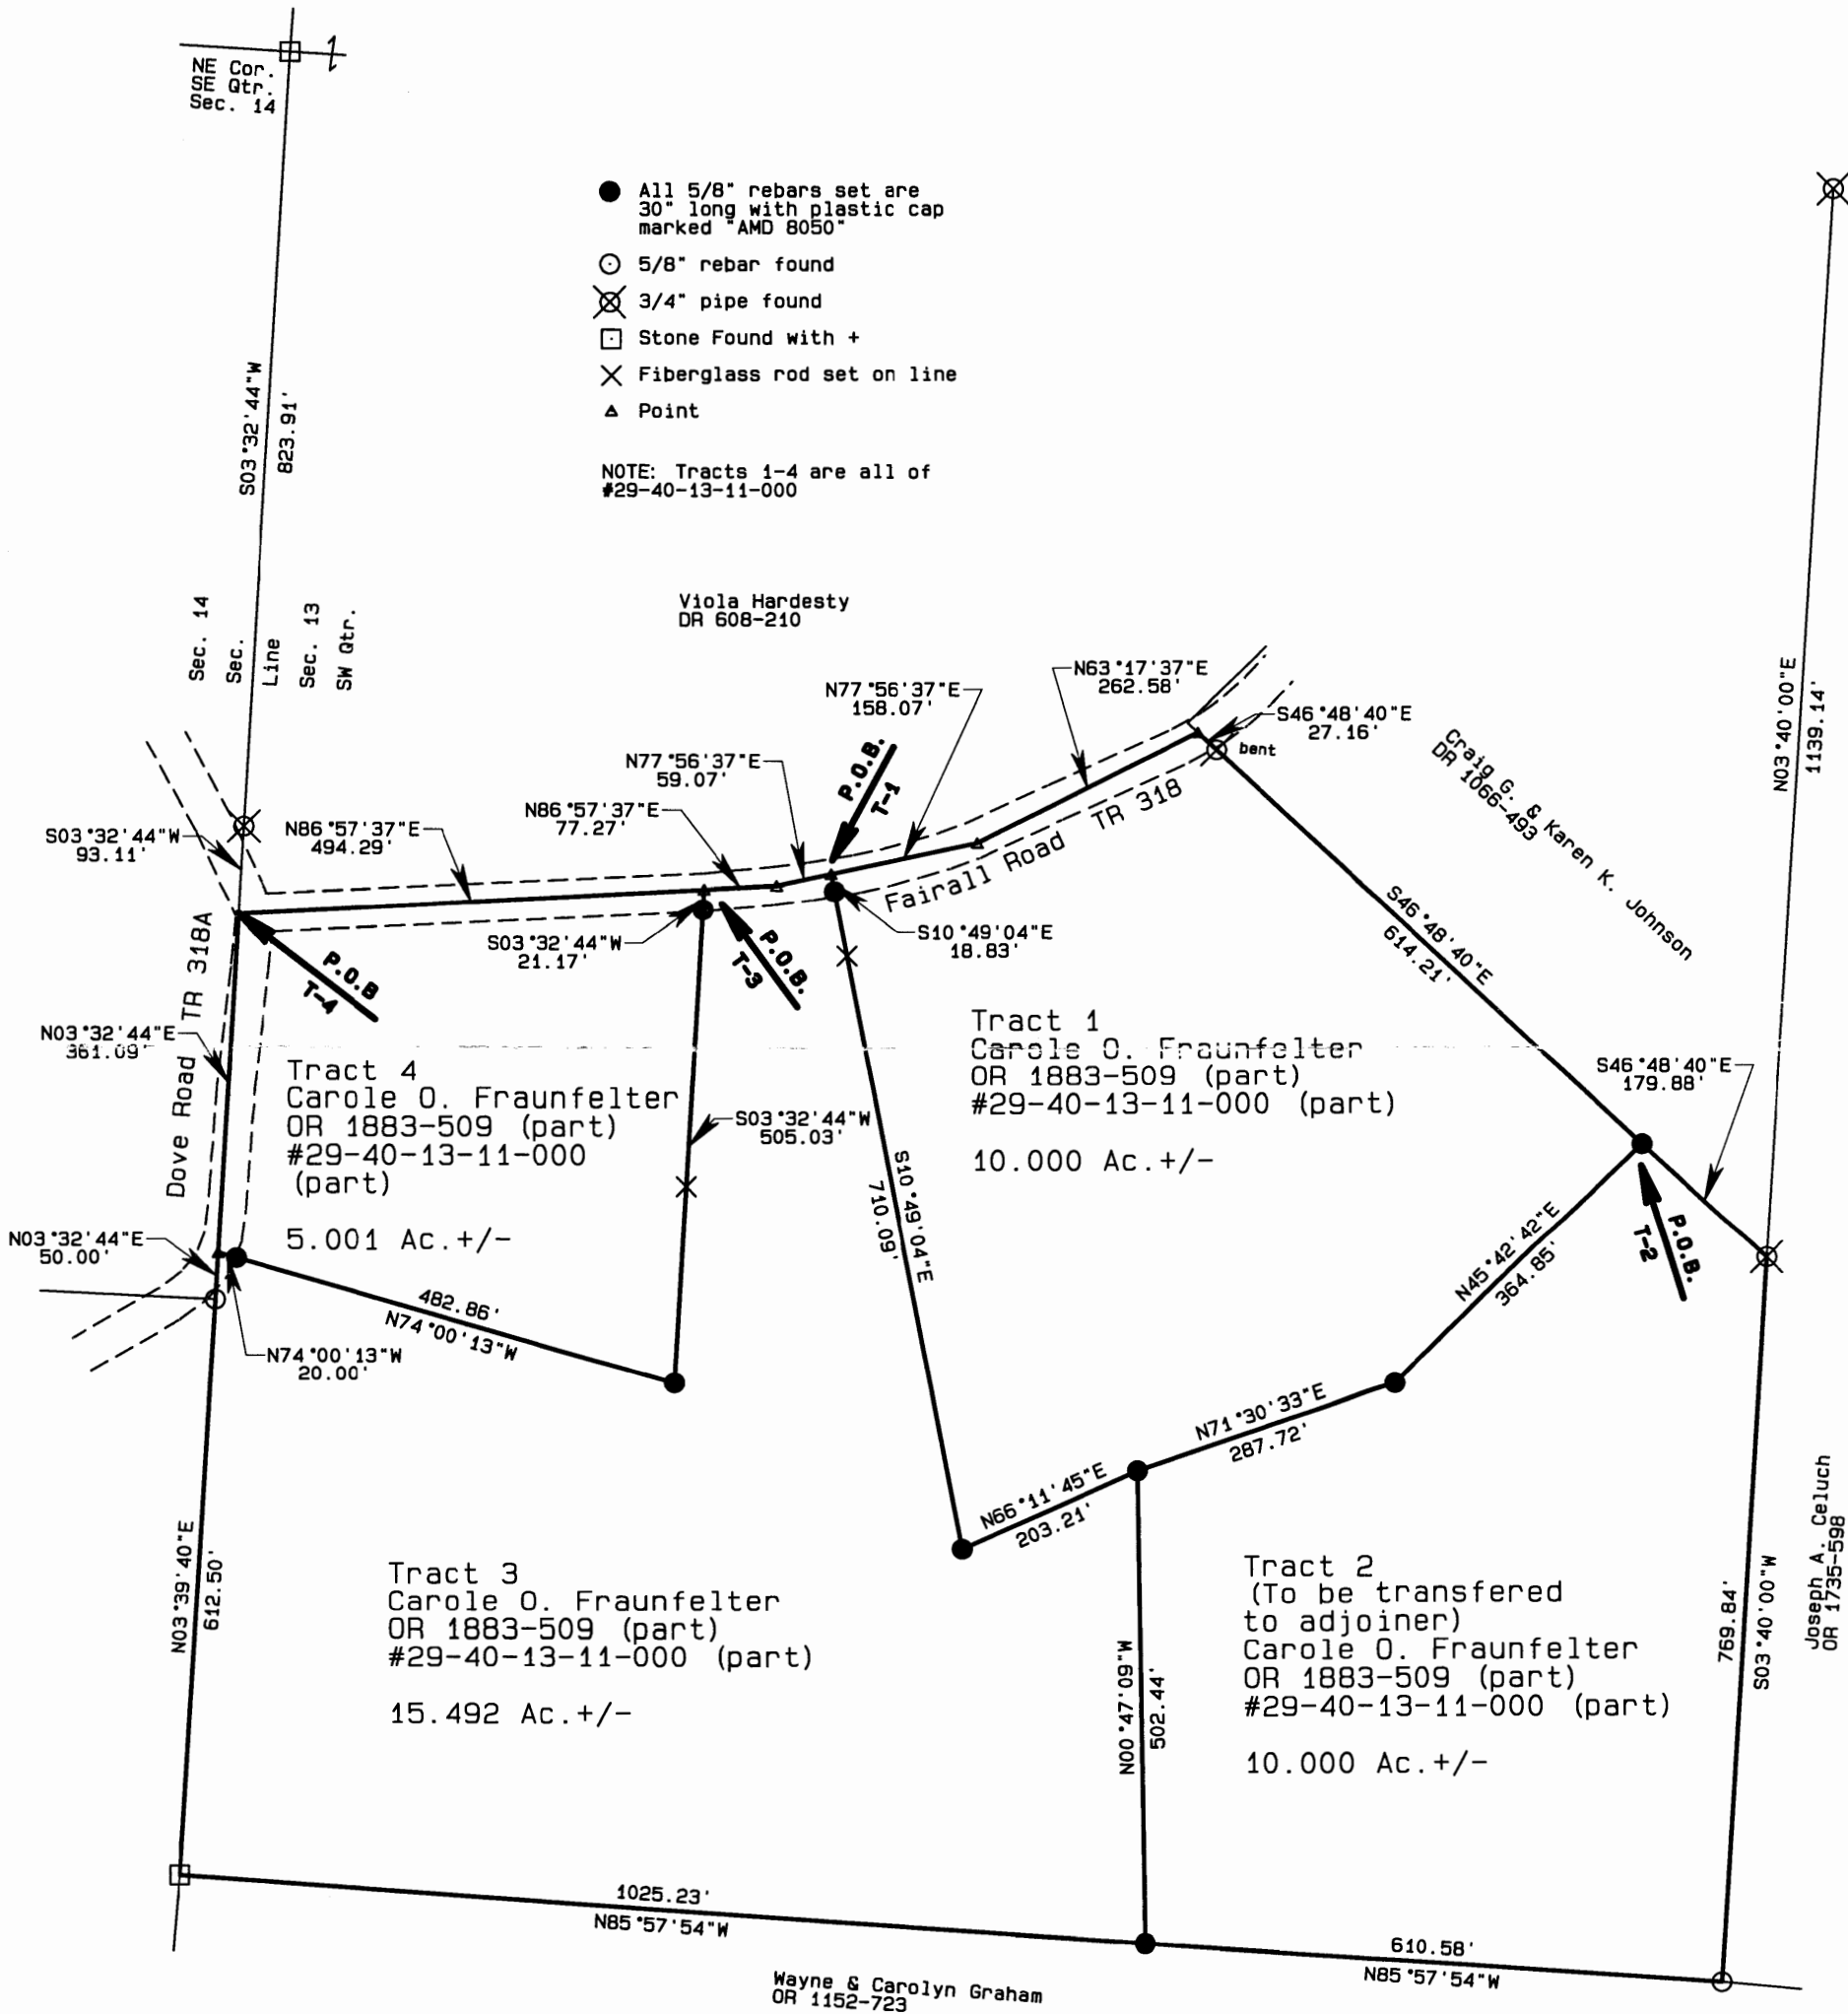 NE Cor.
SE Qtr.
Sec. 14
All 5/8" rebars set are
30" long with plastic cap
marked "AMD 8050"
5/8" rebar found
3/4" pipe found
Stone Found with +
Fiberglass rod set on line
Point
NOTE: Tracts 1-4 are all of
#29-40-13-11-000
S03°32'44"W
823.91'
Sec. 14
Sec.
Line
Sec. 13
SW Qtr.
Viola Hardesty
DR 608-210
N63°17'37"E
262.58'
N77°56'37"E
158.07'
S46°48'40"E
27.16'
bent
N77°56'37"E
59.07'
P.O.B.
T-1
N86°57'37"E
77.27'
N86°57'37"E
494.29'
S03°32'44"W
93.11'
Fairall Road TR 318
Craig G. & Karen K. Johnson
DR 1066-493
N03°40'00"E
1139.14'
S03°32'44"W
21.17'
P.O.B.
T-3
S10°49'04"E
18.83'
S46°48'40"E
614.21'
P.O.B
T-4
Dove Road TR 318A
N03°32'44"E
361.09'
Tract 4
Carole O. Fraunfelter
OR 1883-509 (part)
#29-40-13-11-000
(part)
5.001 Ac.+/-
S03°32'44"W
505.03'
Tract 1
Carole O. Fraunfelter
OR 1883-509 (part)
#29-40-13-11-000 (part)
10.000 Ac.+/-
S46°48'40"E
179.88'
S10°49'04"E
710.09'
P.O.B.
T-2
N03°32'44"E
50.00'
482.86'
N74°00'13"W
N74°00'13"W
20.00'
N45°42'42"E
364.85'
N71°30'33"E
287.72'
N66°11'45"E
203.21'
N03°39'40"E
612.50'
Tract 3
Carole O. Fraunfelter
OR 1883-509 (part)
#29-40-13-11-000 (part)
15.492 Ac.+/-
N00°47'09"W
502.44'
Tract 2
(To be transfered
to adjoiner)
Carole O. Fraunfelter
OR 1883-509 (part)
#29-40-13-11-000 (part)
10.000 Ac.+/-
769.84'
S03°40'00"W
Joseph A. Celuch
OR 1735-598
1025.23'
N85°57'54"W
610.58'
N85°57'54"W
Wayne & Carolyn Graham
OR 1152-723